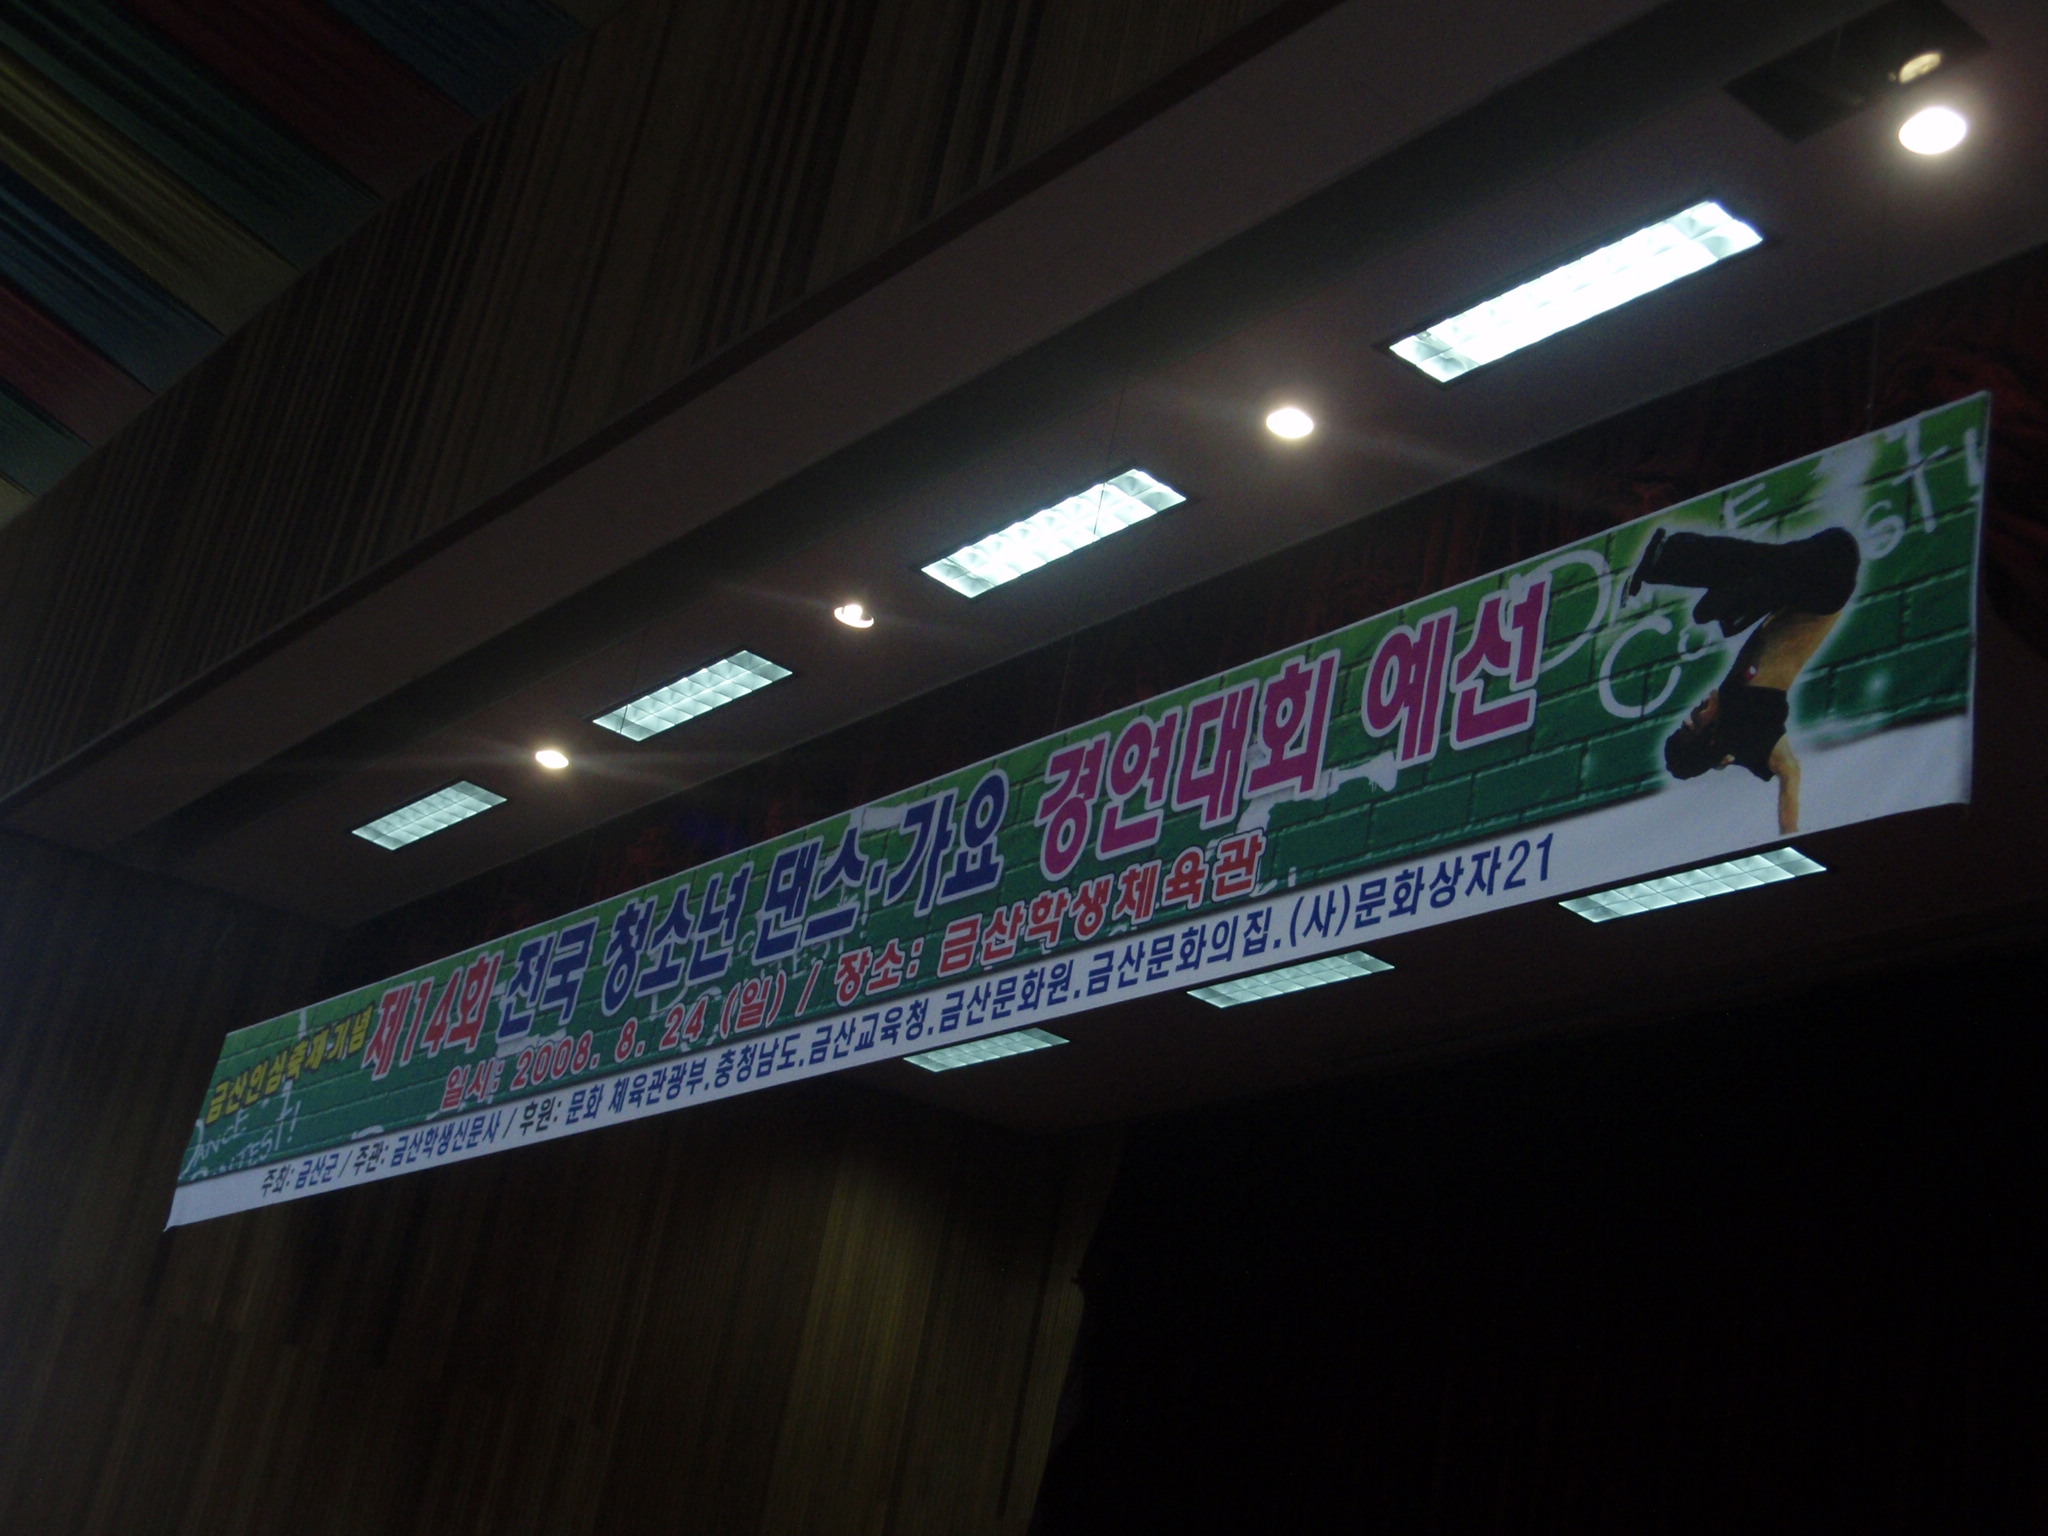 금산인삼축제기념 제14회 전국 청소년 댄스·가요 경연대회 예선
일시: 2008. 8. 24 (일) / 장소: 금산학생체육관
주최: 금산군 / 주관: 금산학생신문사 / 후원: 문화 체육관광부.충청남도.금산교육청.금산문화원.금산문화의집.(사)문화상자21